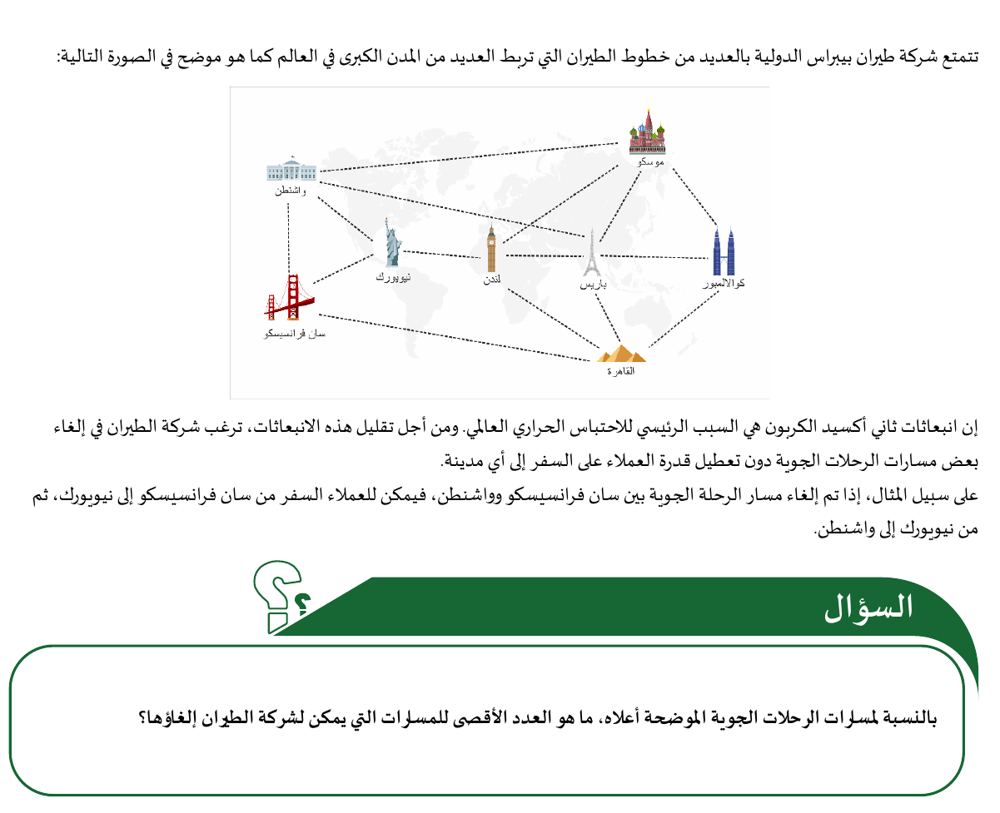 تتمتع شركة طيران بيبراس الدولية بالعديد من خطوط الطيران التي تربط العديد من المدن الكبرى في العالم كما هو موضح في الصورة التالية:
موسكو
واشنطن
نيويورك
لندن
باريس
كوالالمبور
سان فرانسيسكو
القاهرة
إن انبعاثات ثاني أكسيد الكربون هي السبب الرئيسي للاحتباس الحراري العالمي. ومن أجل تقليل هذه الانبعاثات، ترغب شركة الطيران في إلغاء
بعض مسارات الرحلات الجوية دون تعطيل قدرة العملاء على السفر إلى أي مدينة.
على سبيل المثال، إذا تم إلغاء مسار الرحلة الجوية بين سان فرانسيسكو وواشنطن، فيمكن للعملاء السفر من سان فرانسيسكو إلى نيويورك، ثم
من نيويورك إلى واشنطن.
السؤال
بالنسبة لمسارات الرحلات الجوية الموضحة أعلاه، ما هو العدد الأقصى للمسارات التي يمكن لشركة الطيران إلغاؤها؟